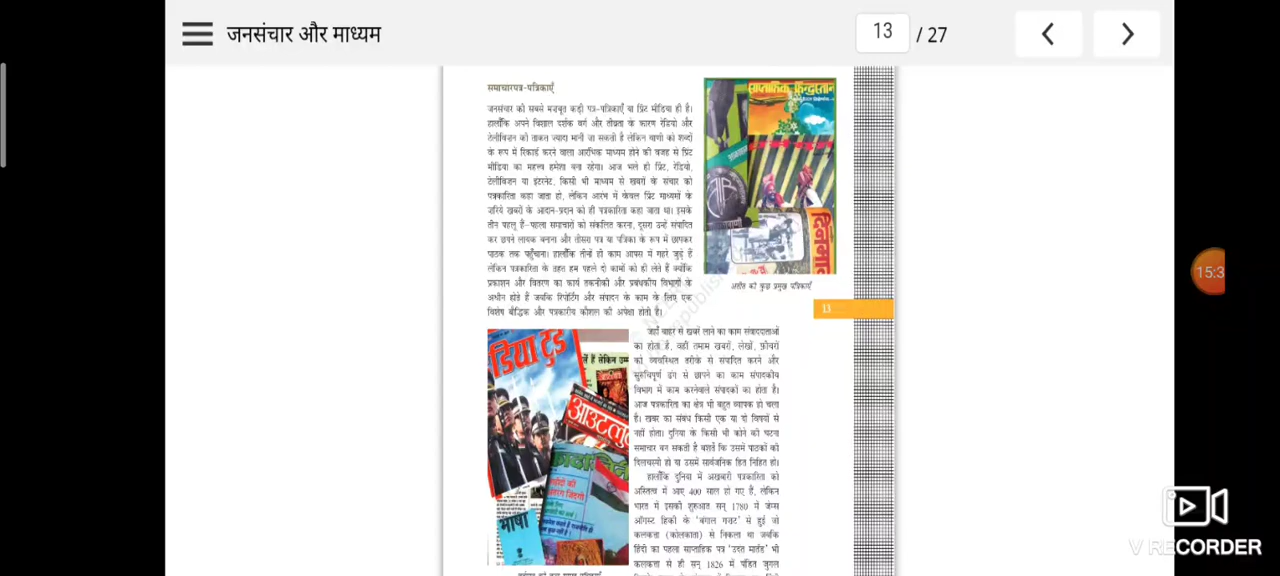 जनसंचार और माध्यम
13 / 27
समाचारपत्र-पत्रिकाएँ
जनसंचार की सबसे मज़बूत कड़ी पत्र-पत्रिकाएँ या प्रिंट मीडिया ही है।
हालाँकि अपने विशाल दर्शक वर्ग और तीव्रता के कारण रेडियो और
टेलीविज़न की ताकत ज़्यादा मानी जा सकती है लेकिन वाणी को शब्दों
के रूप में रिकार्ड करने वाला आरंभिक माध्यम होने की वजह से प्रिंट
मीडिया का महत्त्व हमेशा बना रहेगा। आज भले ही प्रिंट, रेडियो,
टेलीविज़न या इंटरनेट, किसी भी माध्यम से खबरों के संचार को
पत्रकारिता कहा जाता हो, लेकिन आरंभ में केवल प्रिंट माध्यमों के
ज़रिये खबरों के आदान-प्रदान को ही पत्रकारिता कहा जाता था। इसके
तीन पहलू हैं-पहला समाचारों को संकलित करना, दूसरा उन्हें संपादित
कर छपने लायक बनाना और तीसरा पत्र या पत्रिका के रूप में छापकर
पाठक तक पहुँचाना। हालाँकि तीनों ही काम आपस में गहरे जुड़े हैं
लेकिन पत्रकारिता के तहत हम पहले दो कामों को ही लेते हैं क्योंकि
प्रकाशन और वितरण का कार्य तकनीकी और प्रबंधकीय विभागों के
अधीन होते हैं जबकि रिपोर्टिंग और संपादन के काम के लिए एक
विशेष बौद्धिक और पत्रकारीय कौशल की अपेक्षा होती है।
साप्ताहिक हिन्दुस्तान
अतीत की कुछ प्रमुख पत्रिकाएँ
13
15:3
जहाँ बाहर से खबरें लाने का काम संवाददाताओं
का होता है, वहीं तमाम खबरों, लेखों, फ़ीचरों
को व्यवस्थित तरीके से संपादित करने और
सुरुचिपूर्ण ढंग से छापने का काम संपादकीय
विभाग में काम करनेवाले संपादकों का होता है।
आज पत्रकारिता का क्षेत्र भी बहुत व्यापक हो चला
है। खबर का संबंध किसी एक या दो विषयों से
नहीं होता। दुनिया के किसी भी कोने की घटना
समाचार बन सकती है बशर्ते कि उसमें पाठकों की
दिलचस्पी हो या उसमें सार्वजनिक हित निहित हो।
हालाँकि दुनिया में अखबारी पत्रकारिता को
अस्तित्व में आए 400 साल हो गए हैं, लेकिन
भारत में इसकी शुरुआत सन् 1780 में जेम्स
ऑगस्ट हिकी के 'बंगाल गज़ट' से हुई जो
कलकत्ता (कोलकाता) से निकला था जबकि
हिंदी का पहला साप्ताहिक पत्र 'उदंत मार्तंड' भी
कलकत्ता से ही सन् 1826 में पंडित जुगल
डिया टुडे
लें हैं लेकिन उम्म
आउटलु
कादम्बिनी
भाषा
V RECORDER